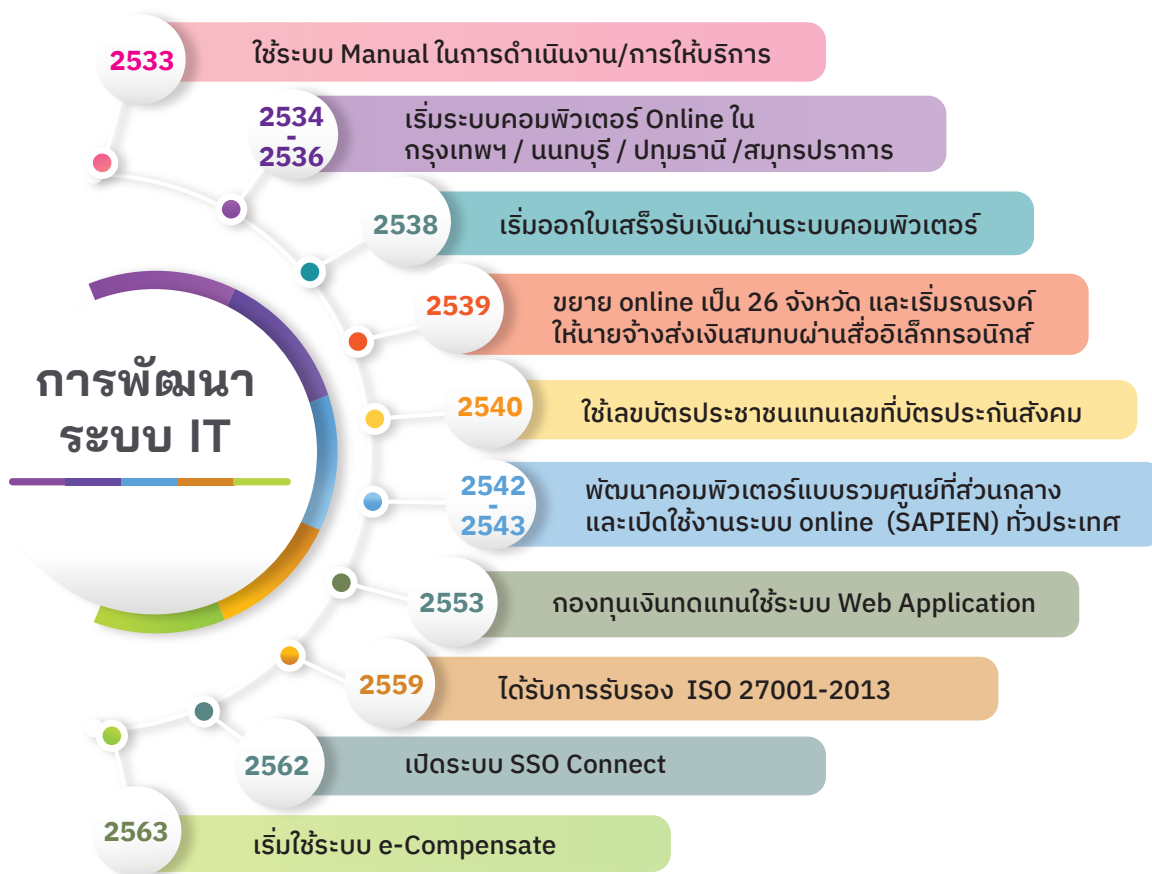 การพัฒนา
ระบบ IT
2533
ใช้ระบบ Manual ในการดำเนินงาน/การให้บริการ
2534
-
2536
เริ่มระบบคอมพิวเตอร์ Online ใน
กรุงเทพฯ / นนทบุรี / ปทุมธานี /สมุทรปราการ
2538
เริ่มออกใบเสร็จรับเงินผ่านระบบคอมพิวเตอร์
2539
ขยาย online เป็น 26 จังหวัด และเริ่มรณรงค์
ให้นายจ้างส่งเงินสมทบผ่านสื่ออิเล็กทรอนิกส์
2540
ใช้เลขบัตรประชาชนแทนเลขที่บัตรประกันสังคม
2542
-
2543
พัฒนาคอมพิวเตอร์แบบรวมศูนย์ที่ส่วนกลาง
และเปิดใช้งานระบบ online (SAPIEN) ทั่วประเทศ
2553
กองทุนเงินทดแทนใช้ระบบ Web Application
2559
ได้รับการรับรอง ISO 27001-2013
2562
เปิดระบบ SSO Connect
2563
เริ่มใช้ระบบ e-Compensate